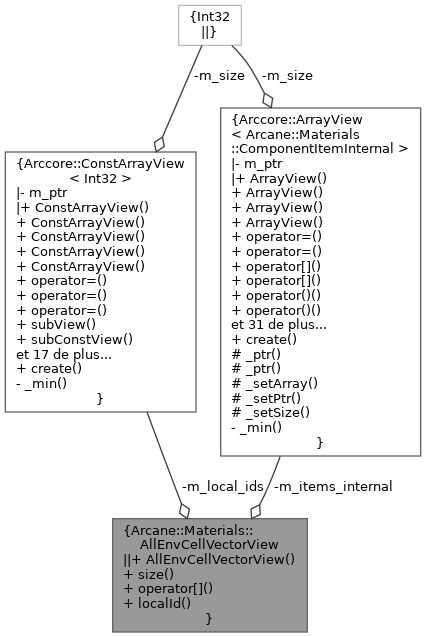 {Int32
||}
-m_size
-m_size
{Arccore::ConstArrayView
< Int32 >
|- m_ptr
|+ ConstArrayView()
+ ConstArrayView()
+ ConstArrayView()
+ ConstArrayView()
+ ConstArrayView()
+ operator=()
+ operator=()
+ operator=()
+ subView()
+ subConstView()
et 17 de plus...
+ create()
- _min()
}
{Arccore::ArrayView
< Arcane::Materials
::ComponentItemInternal >
|- m_ptr
|+ ArrayView()
+ ArrayView()
+ ArrayView()
+ ArrayView()
+ operator=()
+ operator=()
+ operator[]()
+ operator[]()
+ operator()()
+ operator()()
et 31 de plus...
+ create()
# _ptr()
# _ptr()
# _setArray()
# _setPtr()
# _setSize()
- _min()
}
-m_local_ids
-m_items_internal
{Arcane::Materials::
AllEnvCellVectorView
||+ AllEnvCellVectorView()
+ size()
+ operator[]()
+ localId()
}